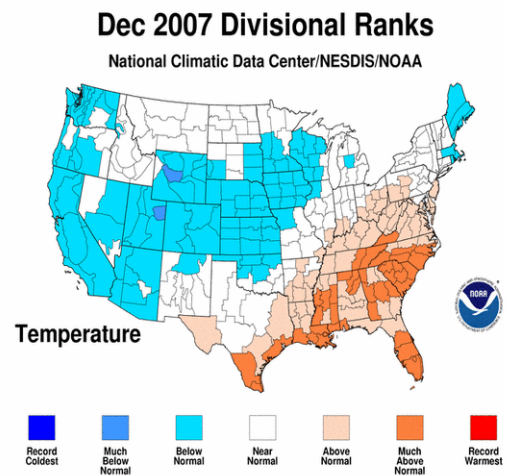 Dec 2007 Divisional Ranks
National Climatic Data Center/NESDIS/NOAA
NOAA
Temperature
Record
Coldest
Much
Below
Normal
Below
Normal
Near
Normal
Above
Normal
Much
Above
Normal
Record
Warmest